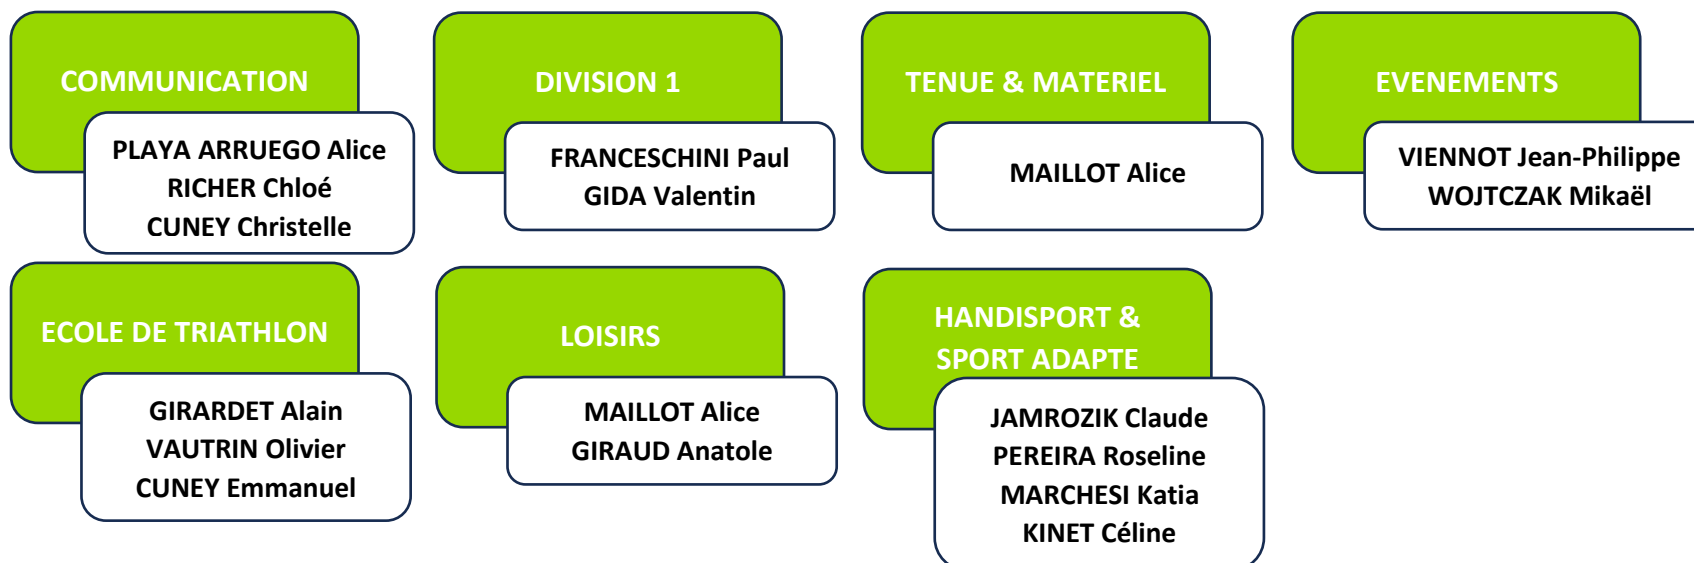 COMMUNICATION
PLAYA ARRUEGO Alice
RICHER Chloé
CUNEY Christelle
DIVISION 1
FRANCESCHINI Paul
GIDA Valentin
TENUE & MATERIEL
MAILLOT Alice
EVENEMENTS
VIENNOT Jean-Philippe
WOJTCZAK Mikaël
ECOLE DE TRIATHLON
GIRARDET Alain
VAUTRIN Olivier
CUNEY Emmanuel
LOISIRS
MAILLOT Alice
GIRAUD Anatole
HANDISPORT &
SPORT ADAPTE
JAMROZIK Claude
PEREIRA Roseline
MARCHESI Katia
KINET Céline